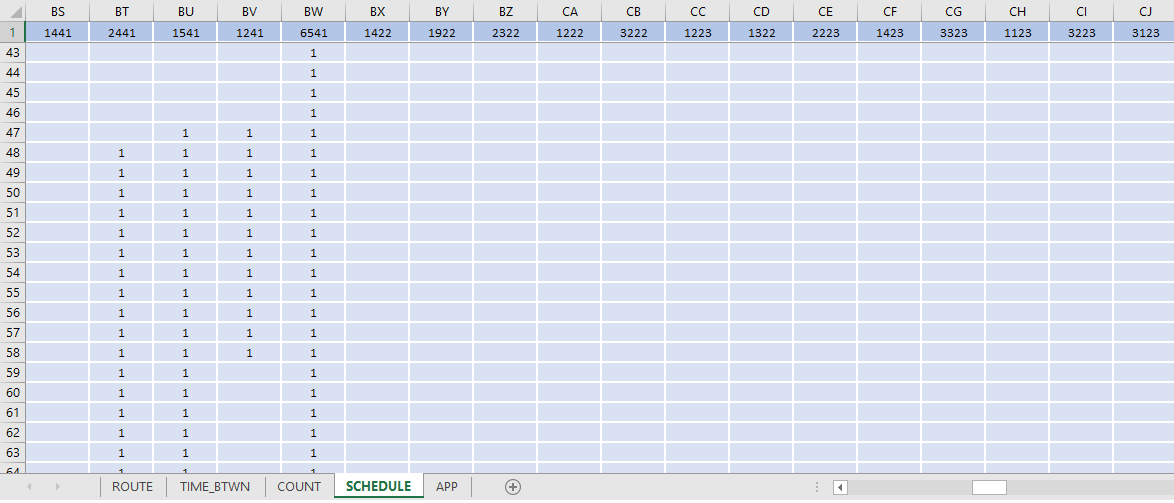 BS BT BU BV BW BX BY BZ CA CB CC CD CE CF CG CH CI CJ
1 1441 2441 1541 1241 6541 1422 1922 2322 1222 3222 1223 1322 2223 1423 3323 1123 3223 3123
43 1
44 1
45 1
46 1
47 1 1 1
48 1 1 1 1
49 1 1 1 1
50 1 1 1 1
51 1 1 1 1
52 1 1 1 1
53 1 1 1 1
54 1 1 1 1
55 1 1 1 1
56 1 1 1 1
57 1 1 1 1
58 1 1 1 1
59 1 1 1
60 1 1 1
61 1 1 1
62 1 1 1
63 1 1 1
64 1 1 1
ROUTE TIME_BTWN COUNT SCHEDULE APP